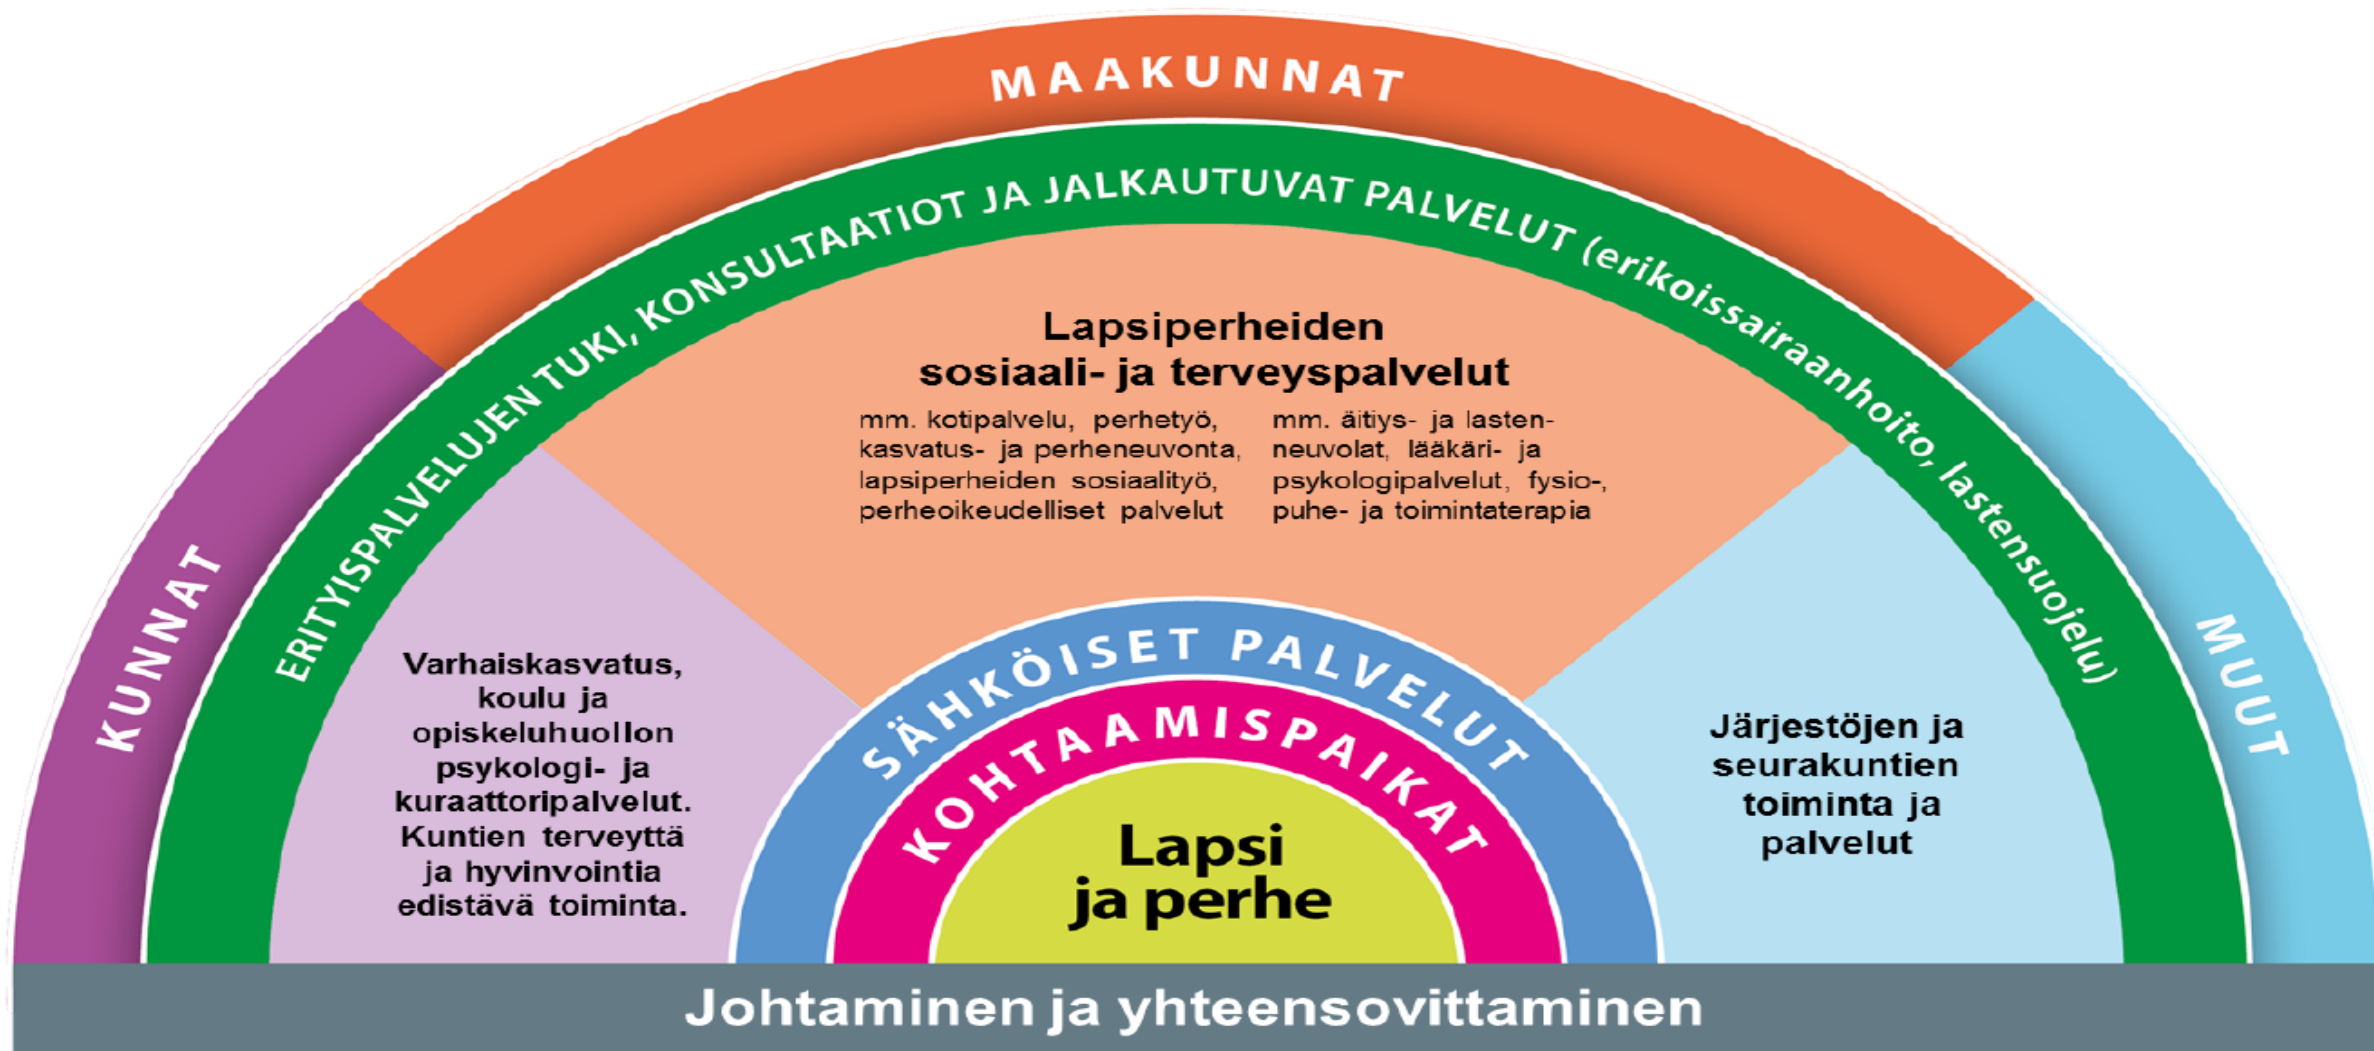 MAAKUNNAT
KUNNAT
MUUT
ERITYISPALVELUJEN TUKI, KONSULTAATIOT JA JALKAUTUVAT PALVELUT (erikoissairaanhoito, lastensuojelu)
Lapsiperheiden
sosiaali- ja terveyspalvelut
mm. kotipalvelu, perhetyö,
kasvatus- ja perheneuvonta,
lapsiperheiden sosiaalityö,
perheoikeudelliset palvelut
mm. äitiys- ja lasten-
neuvolat, lääkäri- ja
psykologipalvelut, fysio-,
puhe- ja toimintaterapia
Varhaiskasvatus,
koulu ja
opiskeluhuollon
psykologi- ja
kuraattoripalvelut.
Kuntien terveyttä
ja hyvinvointia
edistävä toiminta.
Järjestöjen ja
seurakuntien
toiminta ja
palvelut
SÄHKÖISET PALVELUT
KOHTAAMISPAIKAT
Lapsi
ja perhe
Johtaminen ja yhteensovittaminen